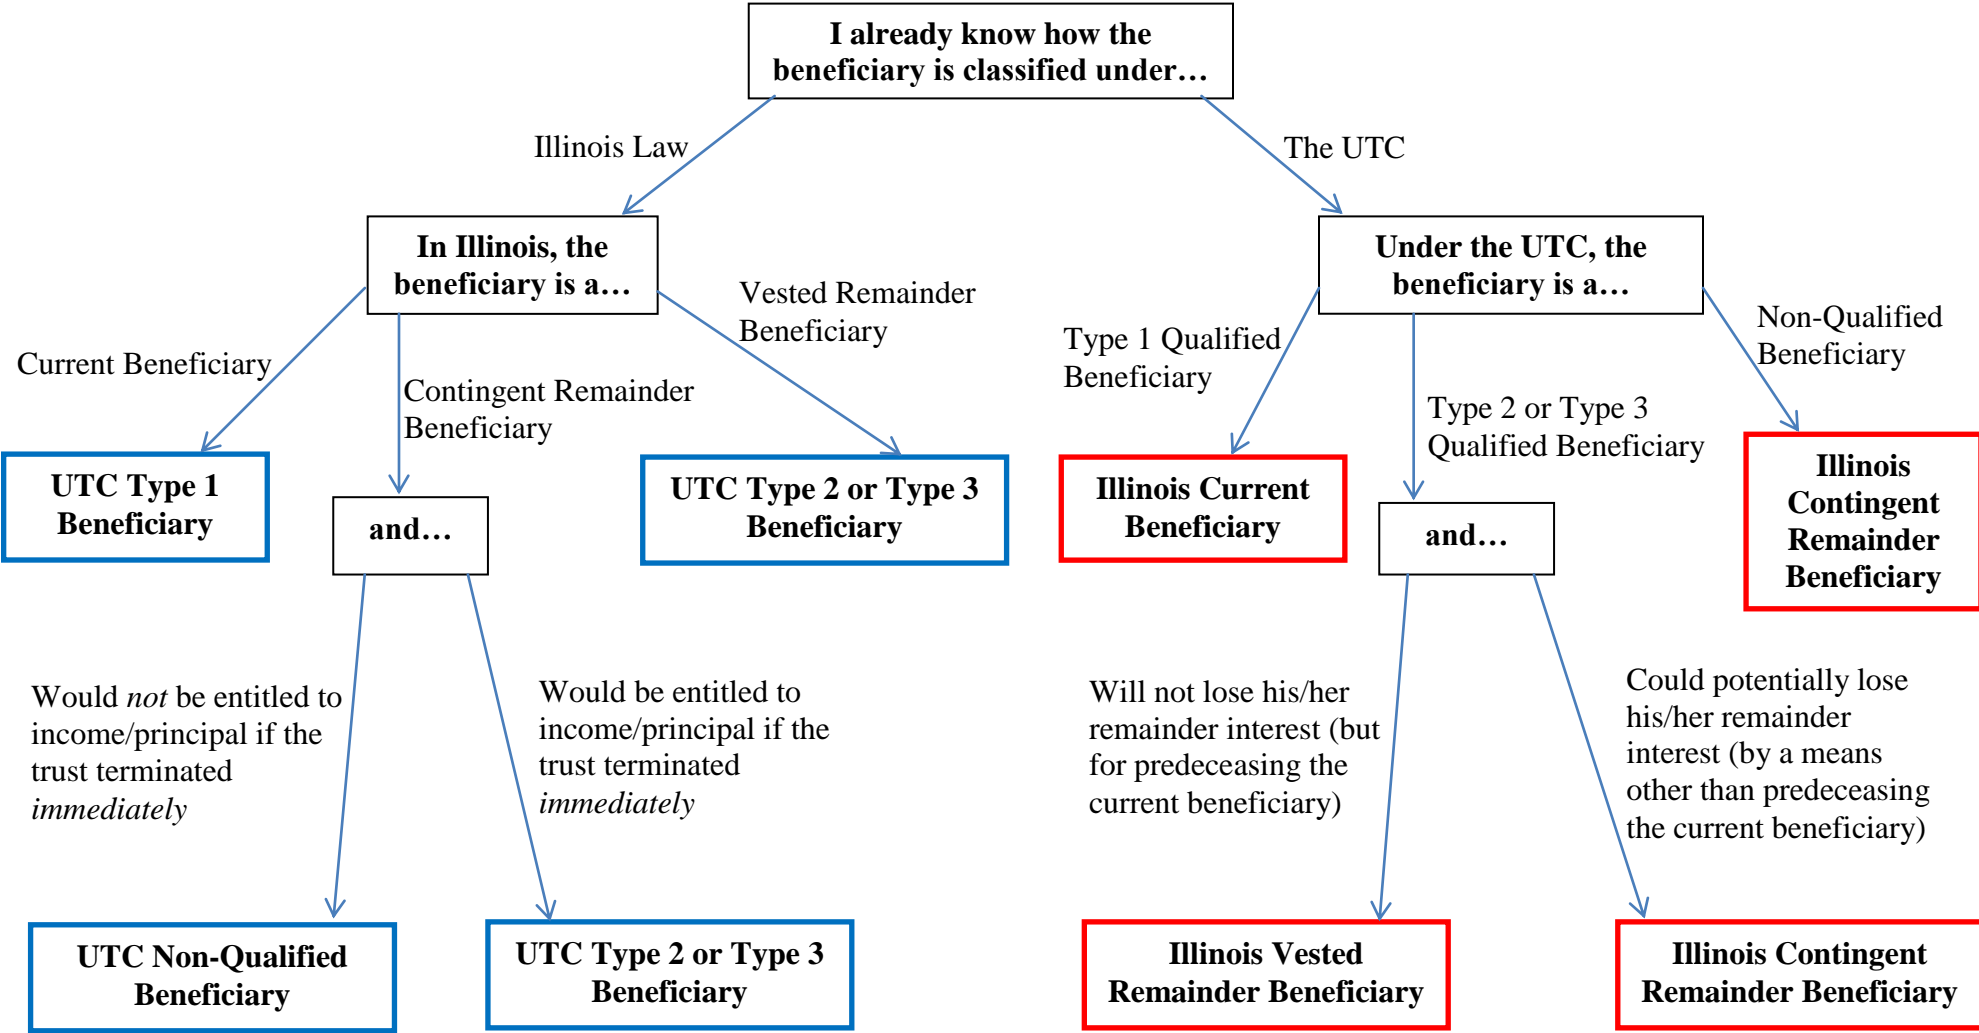 I already know how the
beneficiary is classified under…
Illinois Law
The UTC
In Illinois, the
beneficiary is a…
Under the UTC, the
beneficiary is a…
Current Beneficiary
Contingent Remainder
Beneficiary
Vested Remainder
Beneficiary
Type 1 Qualified
Beneficiary
Type 2 or Type 3
Qualified Beneficiary
Non-Qualified
Beneficiary
UTC Type 1
Beneficiary
and…
UTC Type 2 or Type 3
Beneficiary
Illinois Current
Beneficiary
and…
Illinois
Contingent
Remainder
Beneficiary
Would not be entitled to
income/principal if the
trust terminated
immediately
Would be entitled to
income/principal if the
trust terminated
immediately
Will not lose his/her
remainder interest (but
for predeceasing the
current beneficiary)
Could potentially lose
his/her remainder
interest (by a means
other than predeceasing
the current beneficiary)
UTC Non-Qualified
Beneficiary
UTC Type 2 or Type 3
Beneficiary
Illinois Vested
Remainder Beneficiary
Illinois Contingent
Remainder Beneficiary